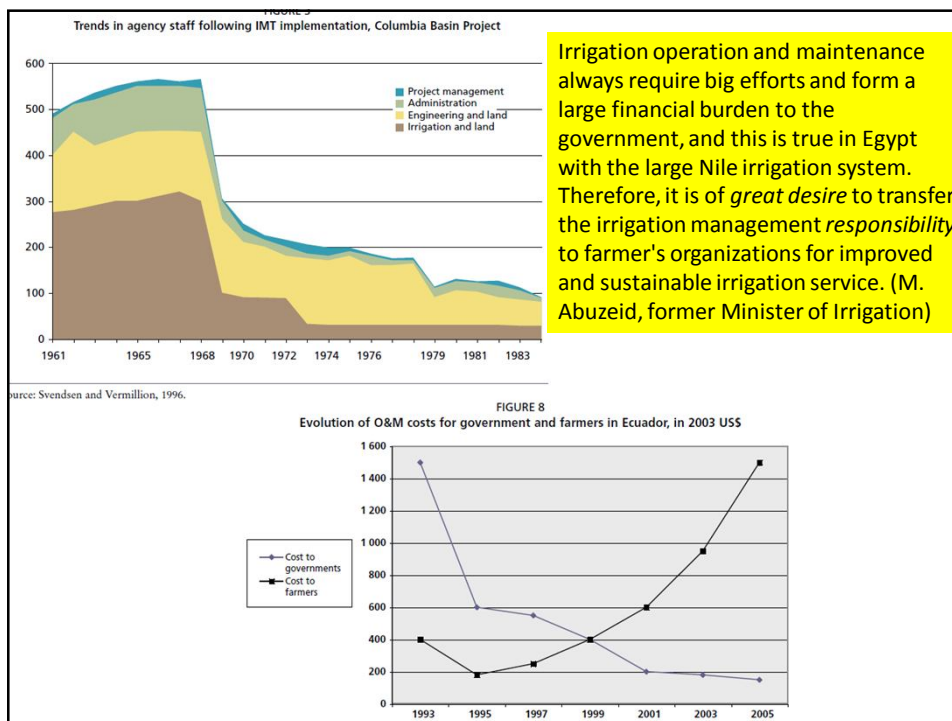 Trends in agency staff following IMT implementation, Columbia Basin Project
600
500
400
300
200
100
0
Project management
Administration
Engineering and land
Irrigation and land
1961 1965 1968 1970 1972 1974 1976 1979 1981 1983
Svendsen and Vermillion, 1996.
Irrigation operation and maintenance
always require big efforts and form a
large financial burden to the
government, and this is true in Egypt
with the large Nile irrigation system.
Therefore, it is of great desire to transfer
the irrigation management responsibility
to farmer's organizations for improved
and sustainable irrigation service. (M.
Abuzeid, former Minister of Irrigation)
FIGURE 8
Evolution of O&M costs for government and farmers in Ecuador, in 2003 US$
1 600
1 400
1 200
1 000
800
600
400
200
0
Cost to
governments
Cost to
farmers
1993 1995 1997 1999 2001 2003 2005